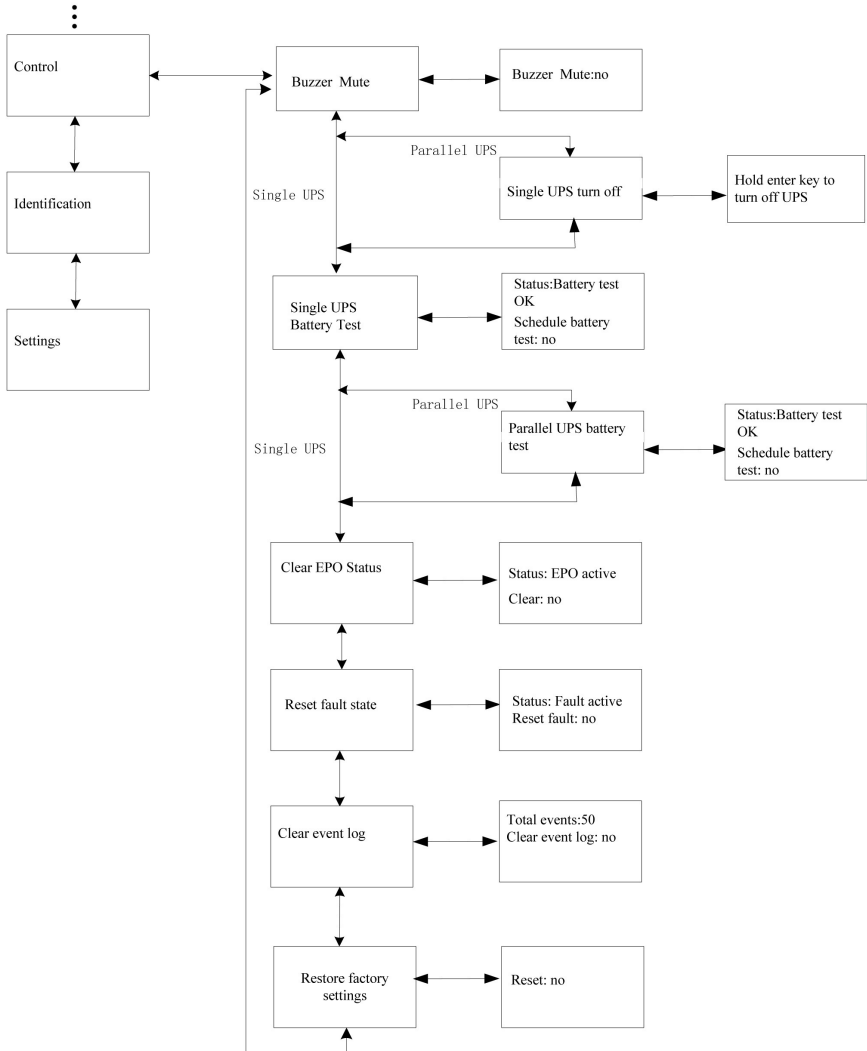 Control
Buzzer Mute
Buzzer Mute:no
Parallel UPS
Single UPS
Single UPS turn off
Hold enter key to
turn off UPS
Identification
Settings
Single UPS
Battery Test
Status:Battery test
OK
Schedule battery
test: no
Parallel UPS
Single UPS
Parallel UPS battery
test
Status:Battery test
OK
Schedule battery
test: no
Clear EPO Status
Status: EPO active
Clear: no
Reset fault state
Status: Fault active
Reset fault: no
Clear event log
Total events:50
Clear event log: no
Restore factory
settings
Reset: no